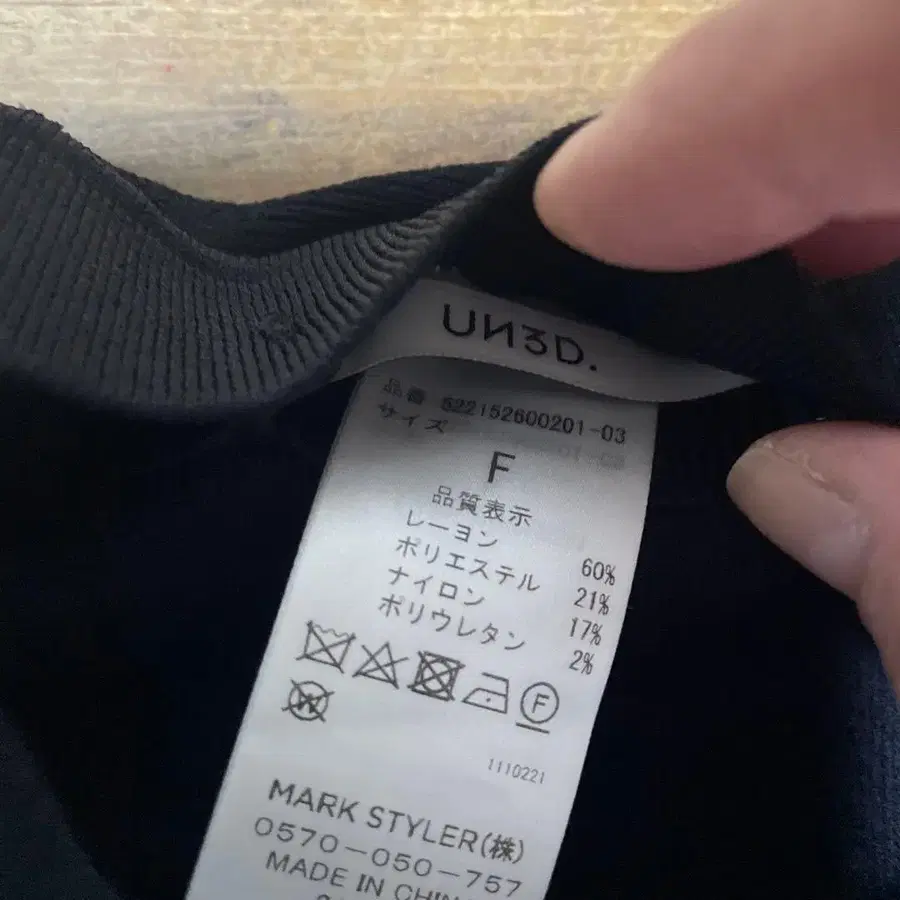 UN3D.
品番 522152600201-03
サイズ
F
品質表示
レーヨン 60%
ポリエステル 21%
ナイロン 17%
ポリウレタン 2%
F
W
1110221
MARK STYLER(株)
0570-050-757
MADE IN CHIN